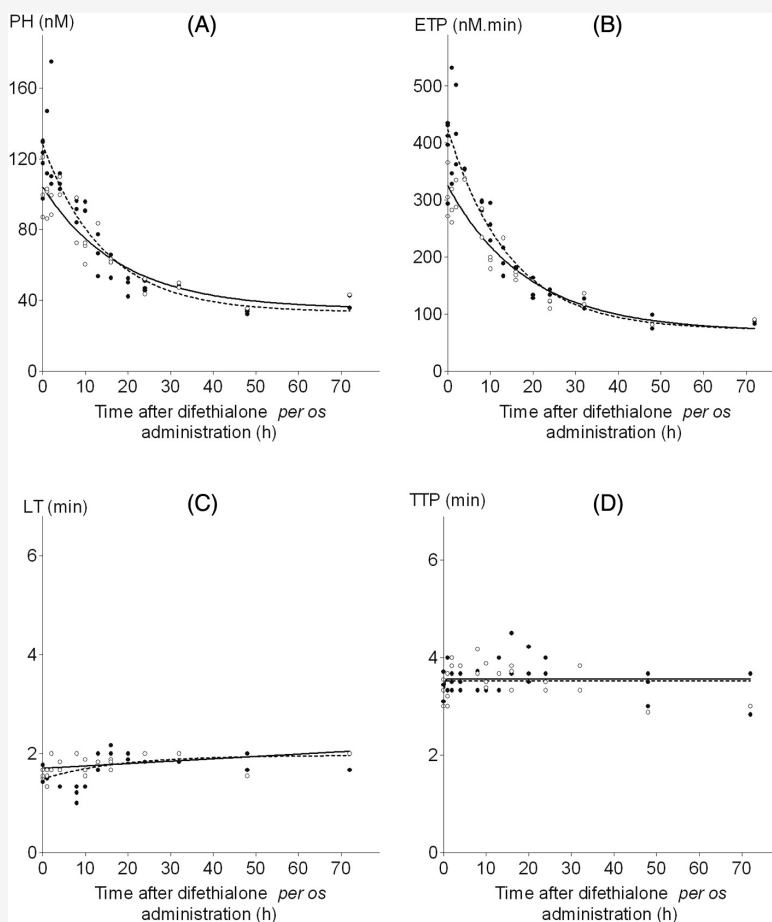 PH (nM)
(A)
160
120
80
40
0
0 10 20 30 40 50 60 70
Time after difethialone per os
administration (h)
ETP (nM.min)
(B)
500
400
300
200
100
0
0 10 20 30 40 50 60 70
Time after difethialone per os
administration (h)
LT (min)
(C)
6
4
2
0
0 10 20 30 40 50 60 70
Time after difethialone per os
administration (h)
TTP (min)
(D)
6
4
2
0
0 10 20 30 40 50 60 70
Time after difethialone per os
administration (h)